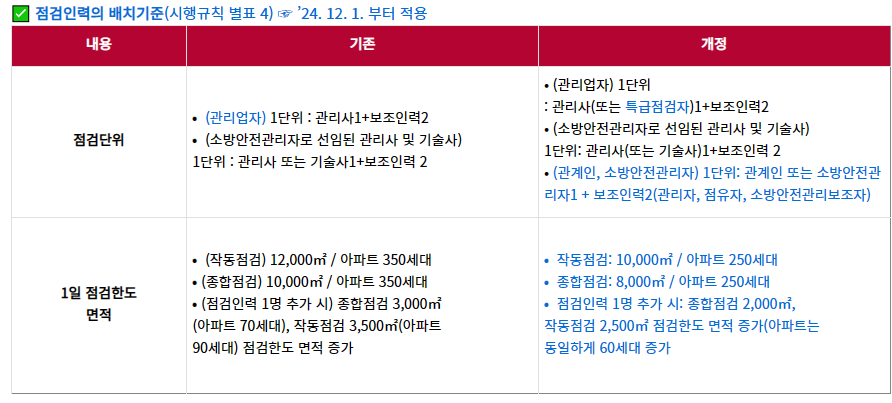 ✅ 점검인력의 배치기준(시행규칙 별표 4) ☞ ’24. 12. 1. 부터 적용
내용 기존 개정
점검단위
• (관리업자) 1단위 : 관리사1+보조인력2
• (소방안전관리자로 선임된 관리사 및 기술사)
1단위 : 관리사 또는 기술사1+보조인력 2
• (관리업자) 1단위
: 관리사(또는 특급점검자)1+보조인력2
• (소방안전관리자로 선임된 관리사 및 기술사)
1단위: 관리사(또는 기술사)1+보조인력 2
• (관계인, 소방안전관리자) 1단위: 관계인 또는 소방안전관
리자1 + 보조인력2(관리자, 점유자, 소방안전관리보조자)
1일 점검한도
면적
• (작동점검) 12,000㎡ / 아파트 350세대
• (종합점검) 10,000㎡ / 아파트 350세대
• (점검인력 1명 추가 시) 종합점검 3,000㎡
(아파트 70세대), 작동점검 3,500㎡(아파트
90세대) 점검한도 면적 증가
• 작동점검: 10,000㎡ / 아파트 250세대
• 종합점검: 8,000㎡ / 아파트 250세대
• 점검인력 1명 추가 시: 종합점검 2,000㎡,
작동점검 2,500㎡ 점검한도 면적 증가(아파트는
동일하게 60세대 증가